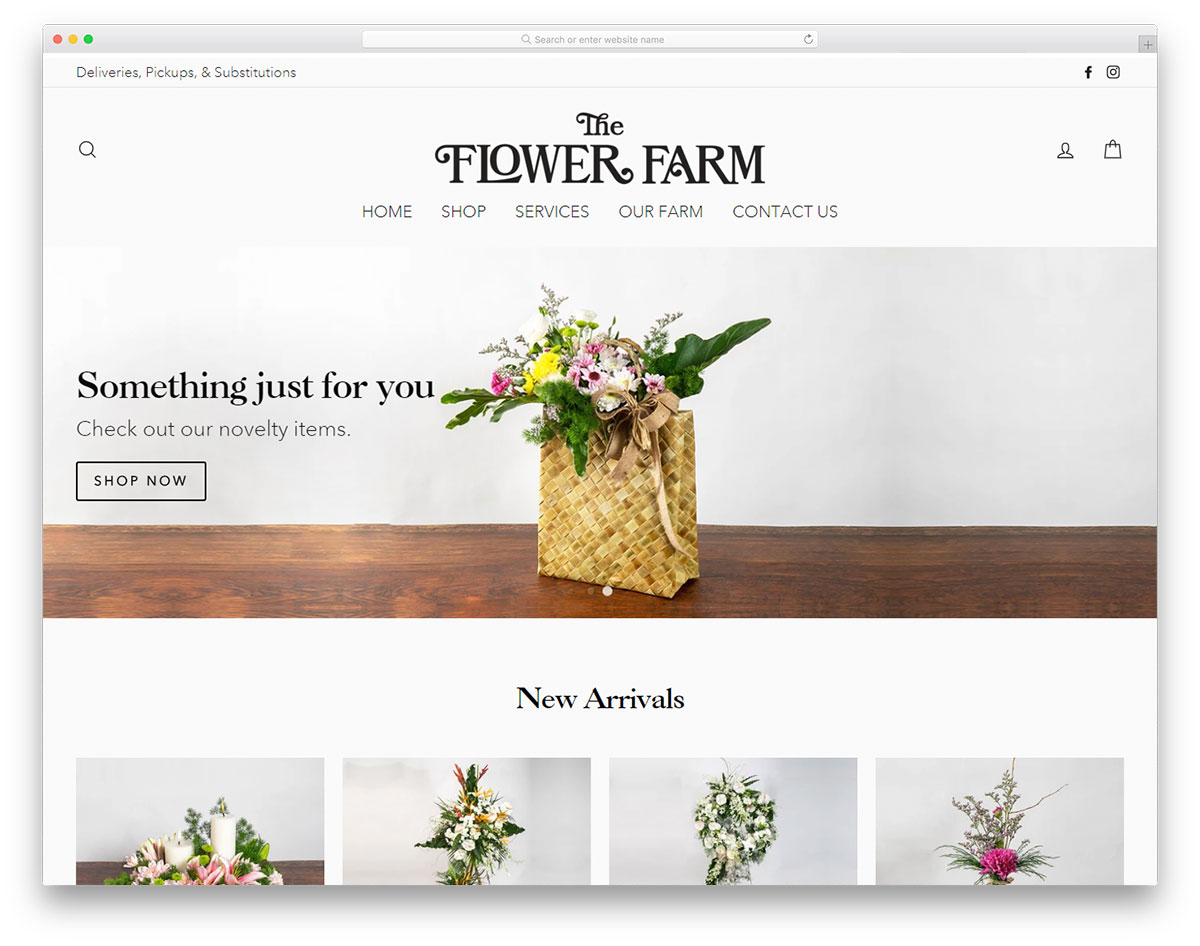 Search or enter website name
Deliveries, Pickups, & Substitutions
The
FLOWER FARM
HOME SHOP SERVICES OUR FARM CONTACT US
Something just for you
Check out our novelty items.
SHOP NOW
New Arrivals